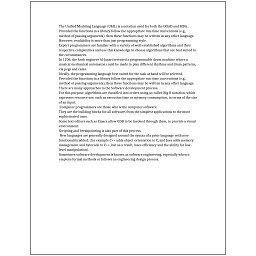 The Unified Modeling Language (UML) is a notation used for both the OOAD and MDA.
Provided the functions in a library follow the appropriate run-time conventions (e.g.,
method of passing arguments), then these functions may be written in any other language.
However, readability is more than just programming style.
Expert programmers are familiar with a variety of well-established algorithms and their
respective complexities and use this knowledge to choose algorithms that are best suited to
the circumstances.
In 1206, the Arab engineer Al-Jazari invented a programmable drum machine where a
musical mechanical automaton could be made to play different rhythms and drum patterns,
via pegs and cams.
Ideally, the programming language best suited for the task at hand will be selected.
Provided the functions in a library follow the appropriate run-time conventions (e.g.,
method of passing arguments), then these functions may be written in any other language.
There are many approaches to the Software development process.
For this purpose, algorithms are classified into orders using so-called Big O notation, which
expresses resource use, such as execution time or memory consumption, in terms of the size
of an input.
Computer programmers are those who write computer software.
They are the building blocks for all software, from the simplest applications to the most
sophisticated ones.
Some text editors such as Emacs allow GDB to be invoked through them, to provide a visual
environment.
Scripting and breakpointing is also part of this process.
New languages are generally designed around the syntax of a prior language with new
functionality added, (for example C++ adds object-orientation to C, and Java adds memory
management and bytecode to C++, but as a result, loses efficiency and the ability for low-
level manipulation).
Sometimes software development is known as software engineering, especially when it
employs formal methods or follows an engineering design process.